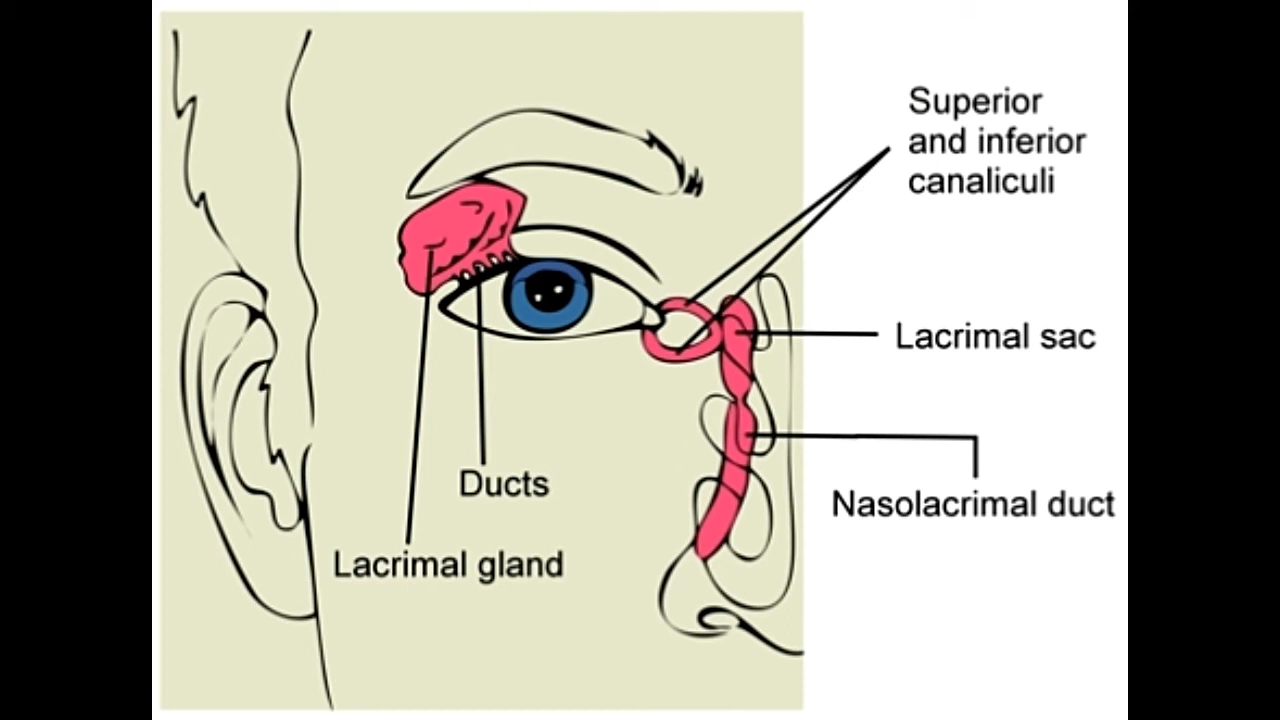 Superior
and inferior
canaliculi
Lacrimal sac
Ducts
Nasolacrimal duct
Lacrimal gland